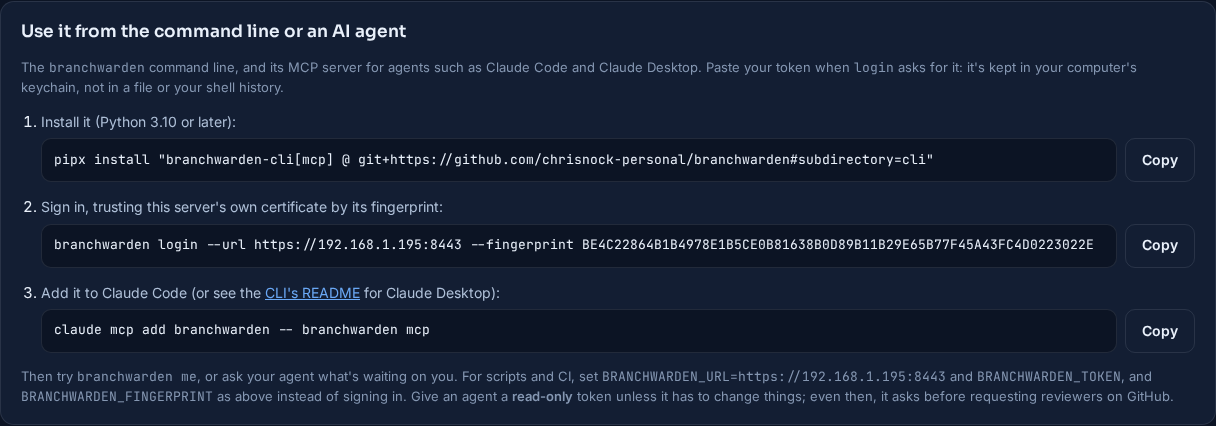 Use it from the command line or an AI agent
The branchwarden command line, and its MCP server for agents such as Claude Code and Claude Desktop. Paste your token when login asks for it: it's kept in your computer's
keychain, not in a file or your shell history.
1. Install it (Python 3.10 or later):
pipx install "branchwarden-cli[mcp] @ git+https://github.com/chrisnock-personal/branchwarden#subdirectory=cli"
Copy
2. Sign in, trusting this server's own certificate by its fingerprint:
branchwarden login --url https://192.168.1.195:8443 --fingerprint BE4C22864B1B4978E1B5CE0B81638B0D89B11B29E65B77F45A43FC4D0223022E
Copy
3. Add it to Claude Code (or see the CLI's README for Claude Desktop):
claude mcp add branchwarden -- branchwarden mcp
Copy
Then try branchwarden me, or ask your agent what's waiting on you. For scripts and CI, set BRANCHWARDEN_URL=https://192.168.1.195:8443 and BRANCHWARDEN_TOKEN, and
BRANCHWARDEN_FINGERPRINT as above instead of signing in. Give an agent a read-only token unless it has to change things; even then, it asks before requesting reviewers on GitHub.